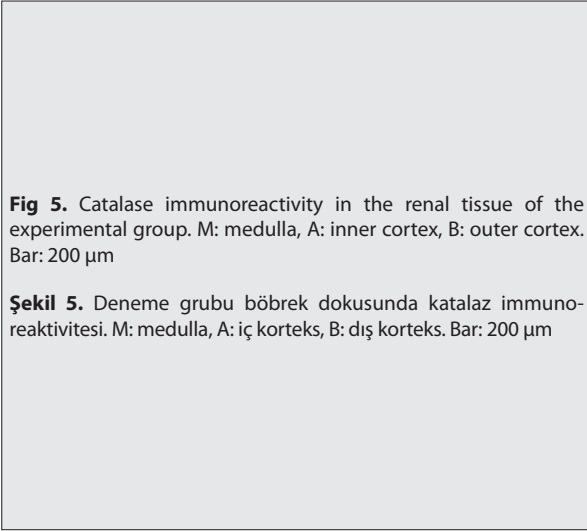 Fig 5. Catalase immunoreactivity in the renal tissue of the
experimental group. M: medulla, A: inner cortex, B: outer cortex.
Bar: 200 µm
Şekil 5. Deneme grubu böbrek dokusunda katalaz immuno-
reaktivitesi. M: medulla, A: iç korteks, B: dış korteks. Bar: 200 µm